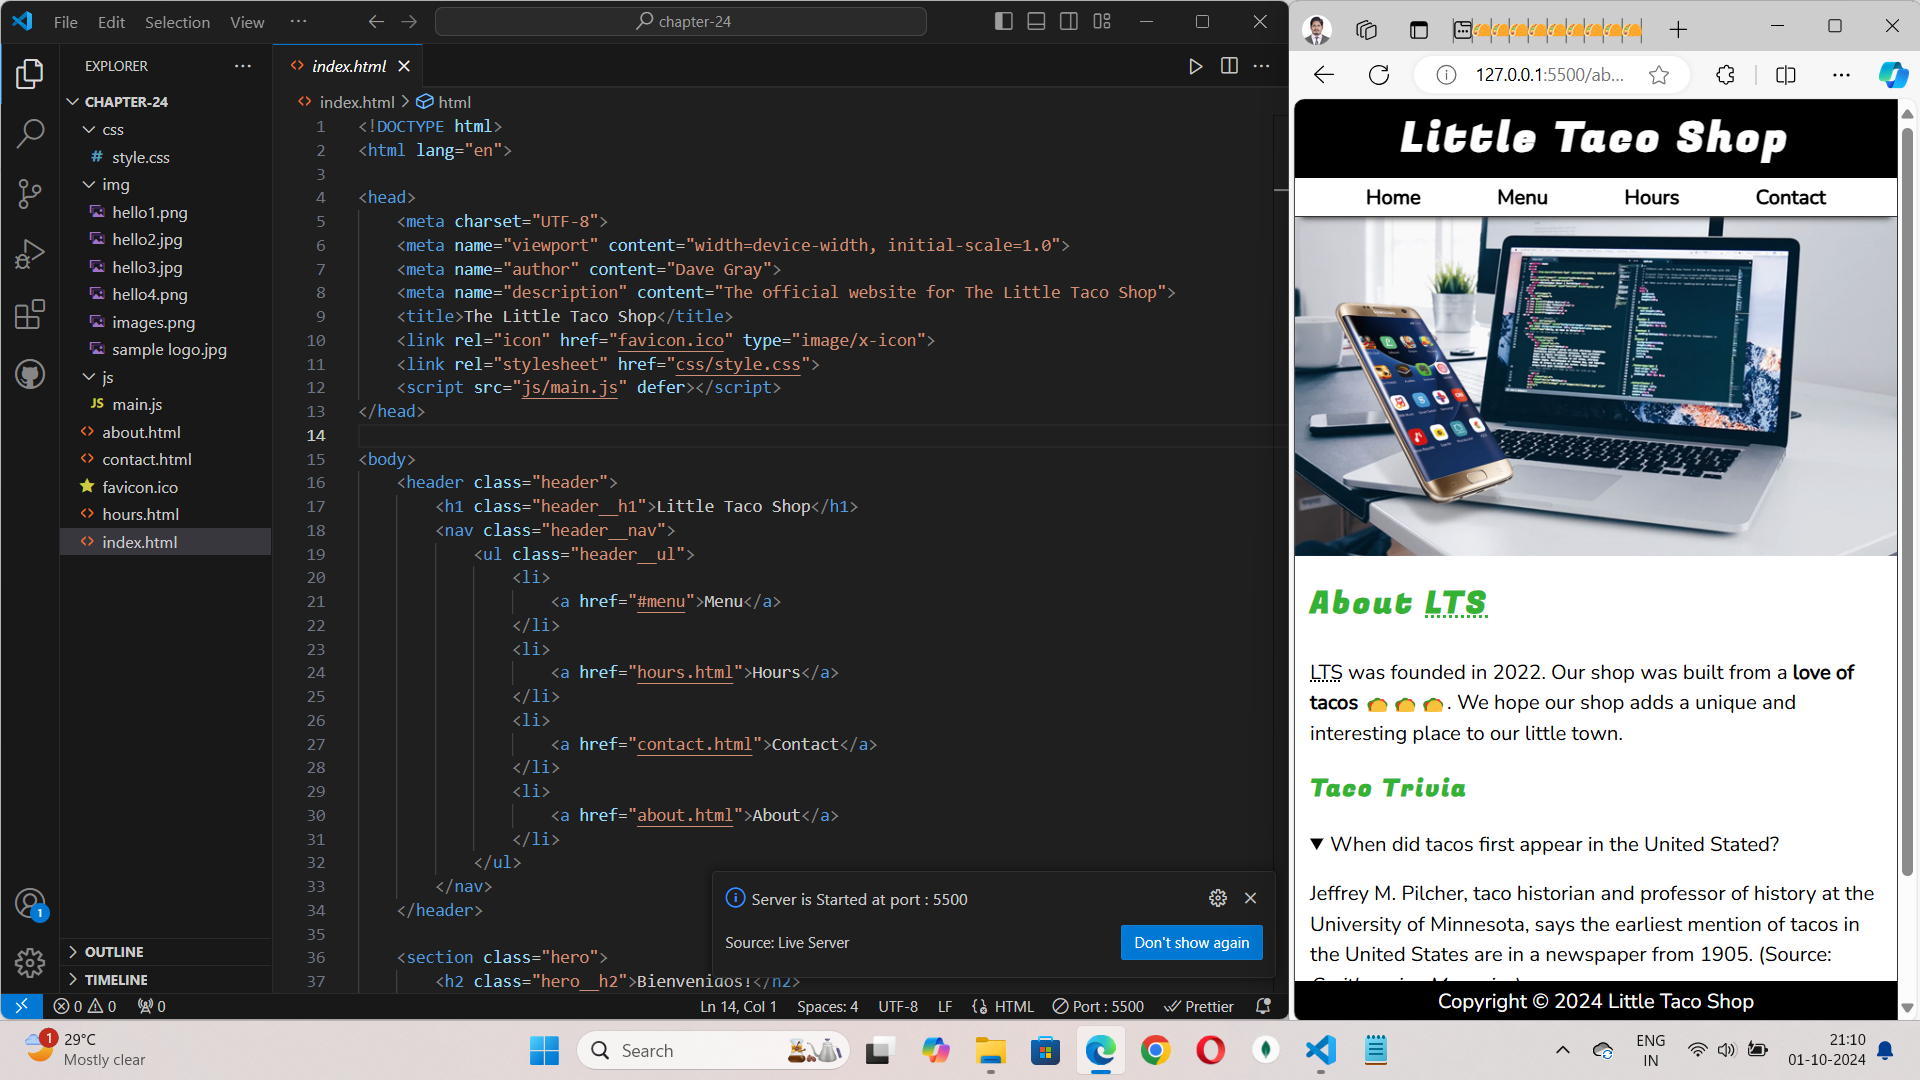 File Edit Selection View ···
chapter-24
EXPLORER
CHAPTER-24
css
# style.css
img
hello1.png
hello2.jpg
hello3.jpg
hello4.png
images.png
sample logo.jpg
js
JS main.js
about.html
contact.html
favicon.ico
hours.html
index.html
OUTLINE
TIMELINE
index.html
index.html > html
1 <!DOCTYPE html>
2 <html lang="en">
3
4 <head>
5 <meta charset="UTF-8">
6 <meta name="viewport" content="width=device-width, initial-scale=1.0">
7 <meta name="author" content="Dave Gray">
8 <meta name="description" content="The official website for The Little Taco Shop">
9 <title>The Little Taco Shop</title>
10 <link rel="icon" href="favicon.ico" type="image/x-icon">
11 <link rel="stylesheet" href="css/style.css">
12 <script src="js/main.js" defer></script>
13 </head>
14
15 <body>
16 <header class="header">
17 <h1 class="header__h1">Little Taco Shop</h1>
18 <nav class="header__nav">
19 <ul class="header__ul">
20 <li>
21 <a href="#menu">Menu</a>
22 </li>
23 <li>
24 <a href="hours.html">Hours</a>
25 </li>
26 <li>
27 <a href="contact.html">Contact</a>
28 </li>
29 <li>
30 <a href="about.html">About</a>
31 </li>
32 </ul>
33 </nav>
34 </header>
35
36 <section class="hero">
37 <h2 class="hero__h2">Bienvenidos!</h2>
Server is Started at port : 5500
Source: Live Server
Don't show again
1
0 0 0
Ln 14, Col 1 Spaces: 4 UTF-8 LF HTML Port : 5500 Prettier
127.0.0.1:5500/ab...
Little Taco Shop
Home Menu Hours Contact
About LTS
LTS was founded in 2022. Our shop was built from a love of
tacos 🌮 🌮 🌮. We hope our shop adds a unique and
interesting place to our little town.
Taco Trivia
▼ When did tacos first appear in the United Stated?
Jeffrey M. Pilcher, taco historian and professor of history at the
University of Minnesota, says the earliest mention of tacos in
the United States are in a newspaper from 1905. (Source:
Copyright © 2024 Little Taco Shop
1
29°C
Mostly clear
Search
ENG
IN
21:10
01-10-2024